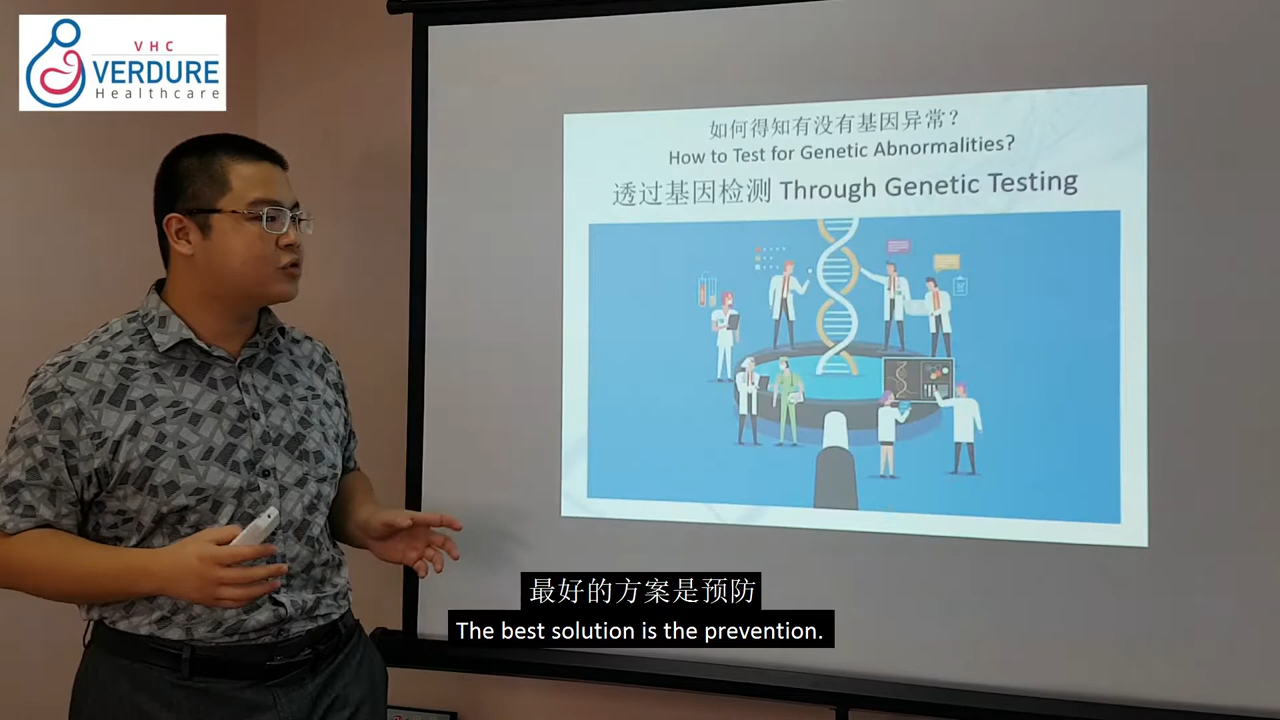 VHC
VERDURE
Healthcare
如何得知有没有基因异常?
How to Test for Genetic Abnormalities?
透过基因检测 Through Genetic Testing
最好的方案是预防
The best solution is the prevention.